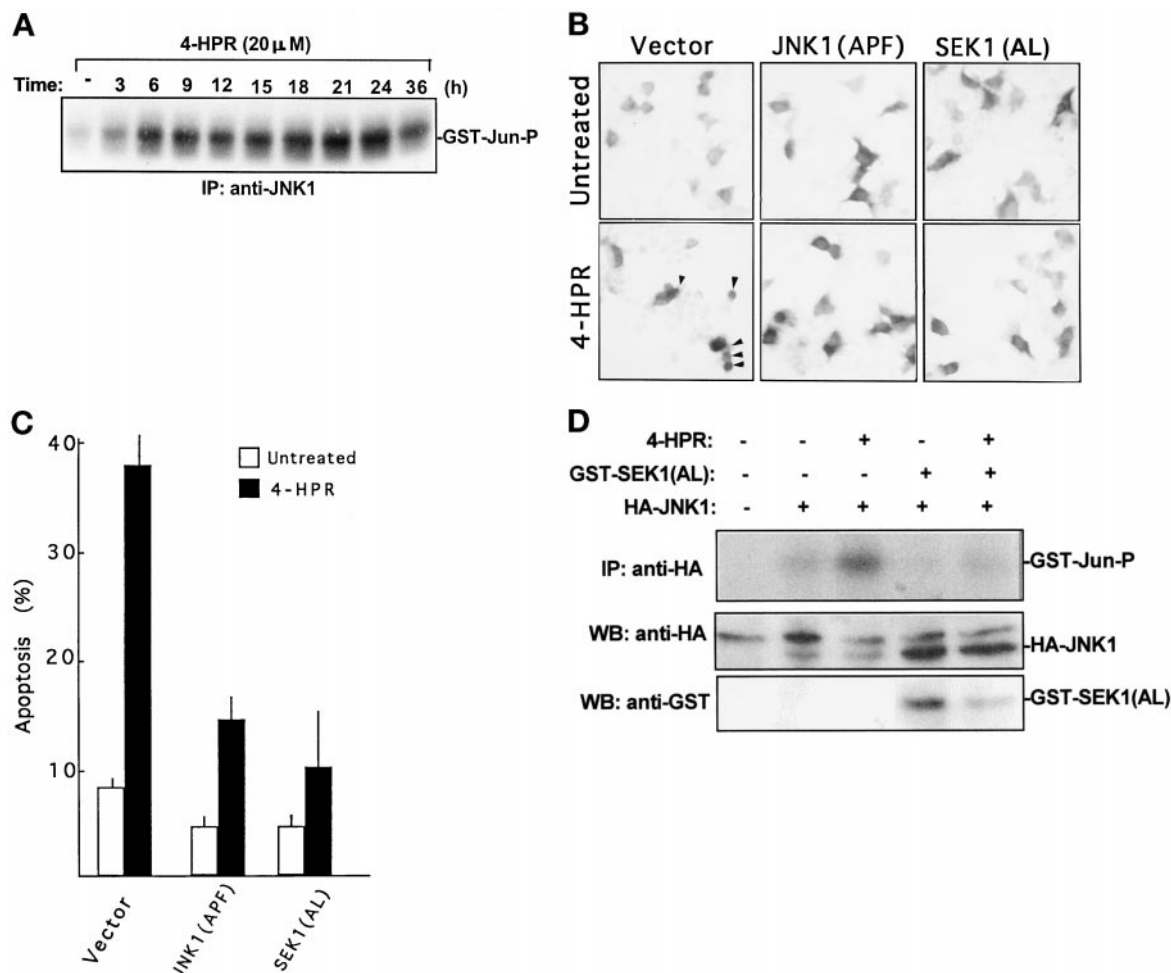 A
4-HPR (20 μM)
Time: - 3 6 9 12 15 18 21 24 36 (h)
-GST-Jun-P
IP: anti-JNK1
B
Vector JNK1(APF) SEK1(AL)
Untreated
4-HPR
C
40
30
20
10
Apoptosis (%)
Untreated
4-HPR
Vector
JNK1(APF)
SEK1(AL)
D
4-HPR: - - + - +
GST-SEK1(AL): - - - + +
HA-JNK1: - + + + +
IP: anti-HA -GST-Jun-P
WB: anti-HA -HA-JNK1
WB: anti-GST -GST-SEK1(AL)